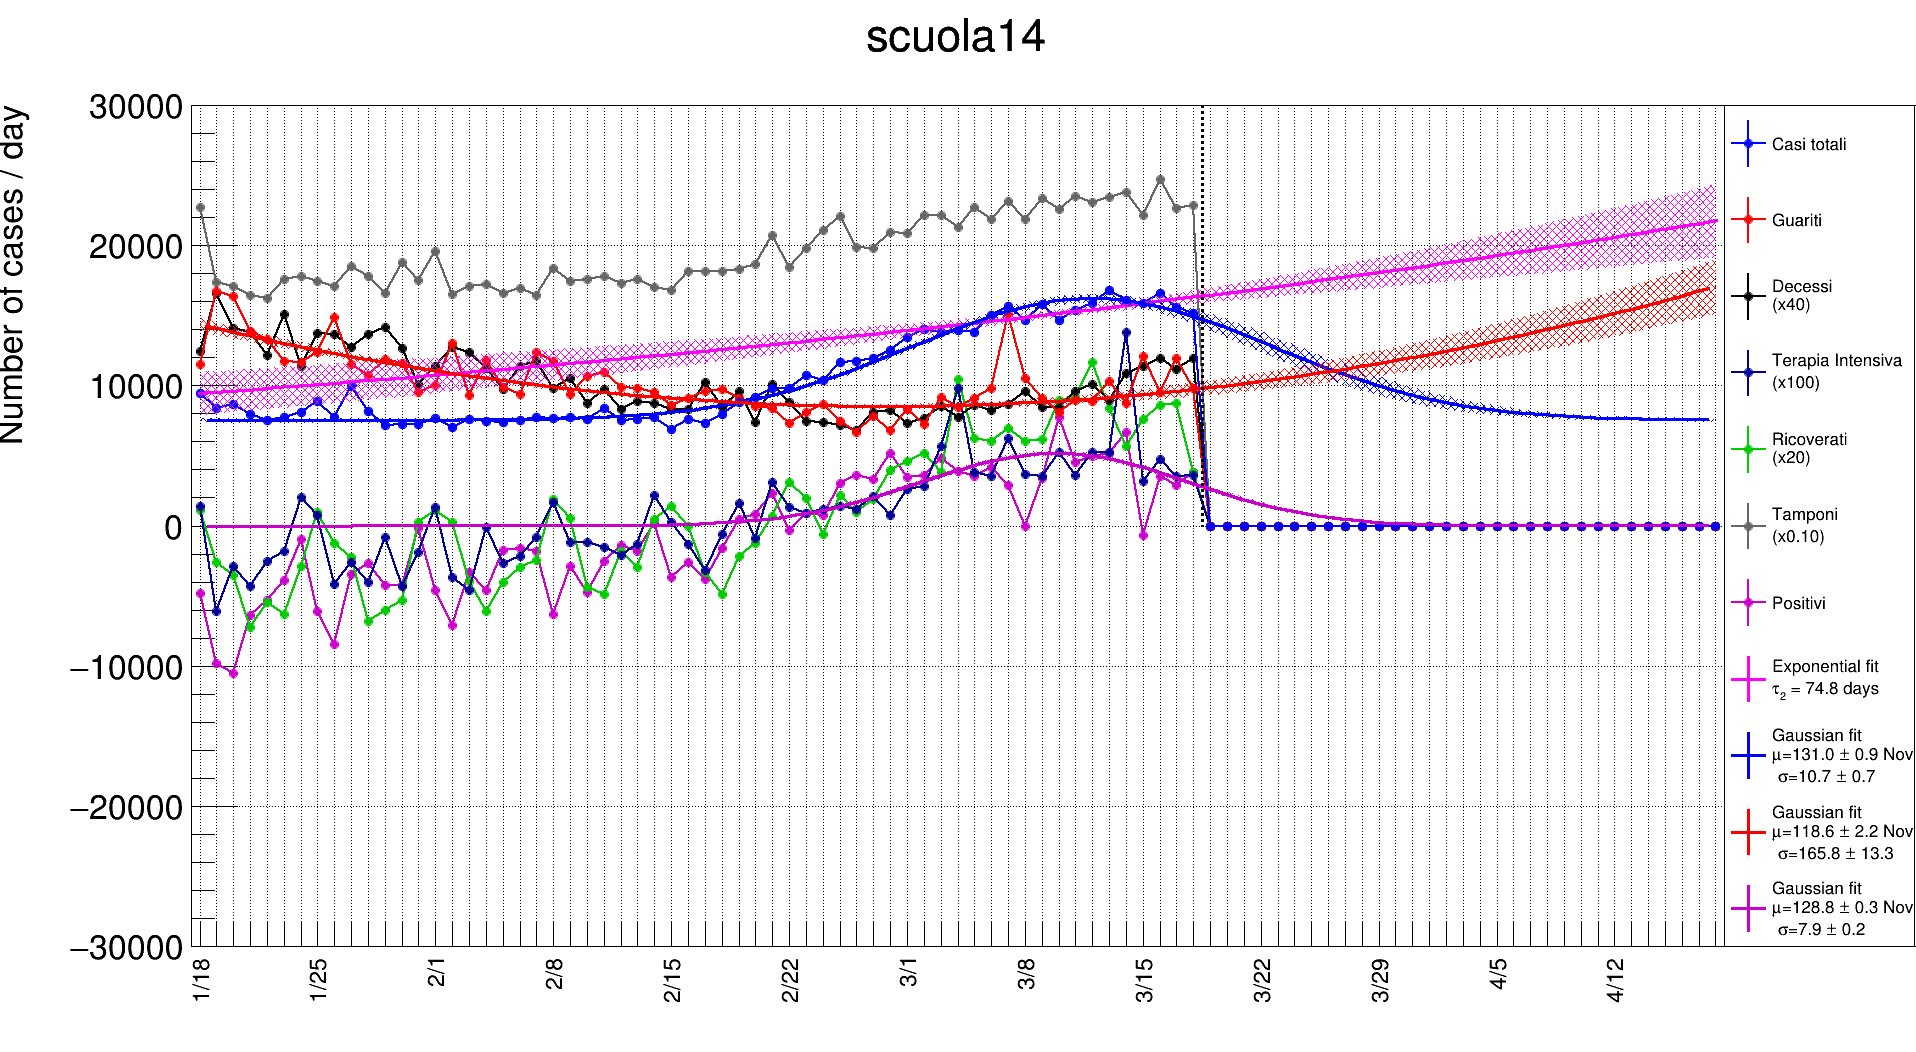 scuola14
Number of cases / day
30000
20000
10000
0
−10000
−20000
−30000
1/18
1/25
2/1
2/8
2/15
2/22
3/1
3/8
3/15
3/22
3/29
4/5
4/12
Casi totali
Guariti
Decessi
(x40)
Terapia Intensiva
(x100)
Ricoverati
(x20)
Tamponi
(x0.10)
Positivi
Exponential fit
τ2 = 74.8 days
Gaussian fit
μ=131.0 ± 0.9 Nov
σ=10.7 ± 0.7
Gaussian fit
μ=118.6 ± 2.2 Nov
σ=165.8 ± 13.3
Gaussian fit
μ=128.8 ± 0.3 Nov
σ=7.9 ± 0.2